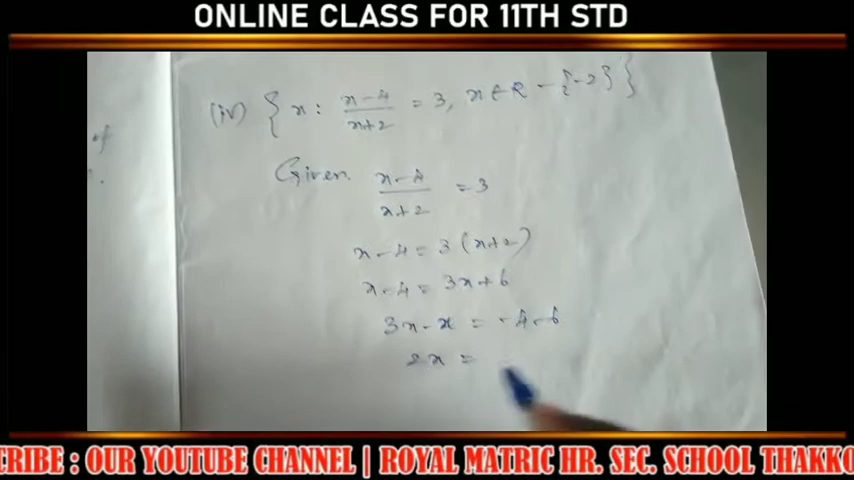 ONLINE CLASS FOR 11TH STD
of
(iv) { x : x-4/x+2 = 3, x ∈ R - {-2} }
Given x-4/x+2 = 3
x-4 = 3(x+2)
x-4 = 3x+6
3x-x = -4-6
2x =
CRIBE : OUR YOUTUBE CHANNEL | ROYAL MATRIC HR. SEC. SCHOOL THAKKO